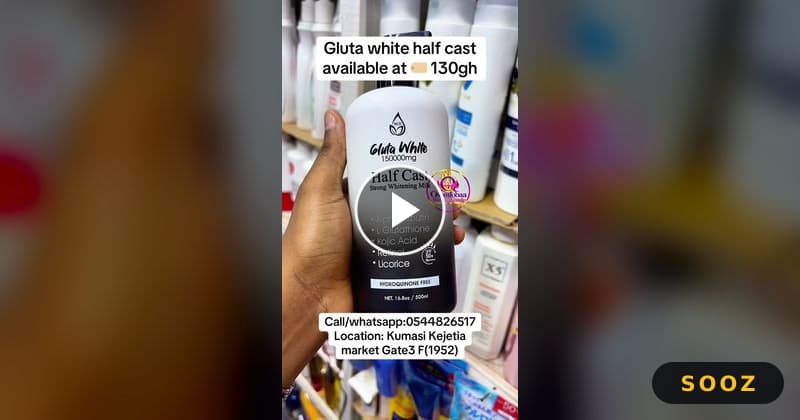 Gluta white half cast
available at 🏷️ 130gh
Gluta White
150000mg
Half Cast
Strong Whitening Milk
• L Glutathione
• Kojic Acid
• Licorice
HYDROQUINONE FREE
NET. 16.8oz / 500ml
X5
Call/whatsapp:0544826517
Location: Kumasi Kejetia
market Gate3 F(1952)
SOOZ